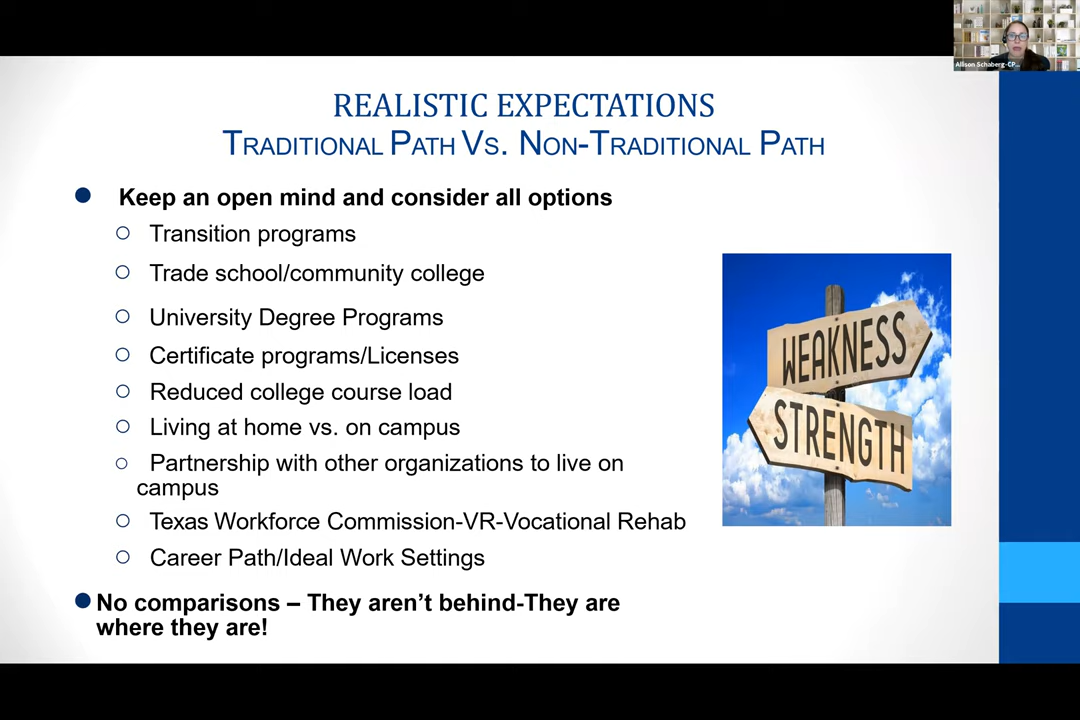 Allison Schaberg-CP...
REALISTIC EXPECTATIONS
TRADITIONAL PATH VS. NON-TRADITIONAL PATH
Keep an open mind and consider all options
Transition programs
Trade school/community college
University Degree Programs
Certificate programs/Licenses
Reduced college course load
Living at home vs. on campus
Partnership with other organizations to live on
campus
Texas Workforce Commission-VR-Vocational Rehab
Career Path/Ideal Work Settings
No comparisons – They aren’t behind-They are
where they are!
WEAKNESS
STRENGTH